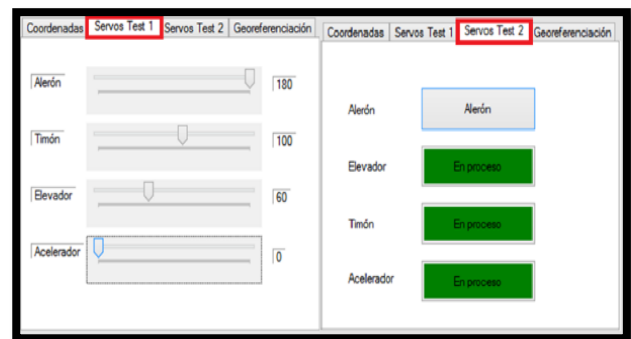 Coordenadas Servos Test 1 Servos Test 2 Georeferenciación
Alerón 180
Timón 100
Elevador 60
Acelerador 0
Coordenadas Servos Test 1 Servos Test 2 Georeferenciación
Alerón Alerón
Elevador En proceso
Timón En proceso
Acelerador En proceso